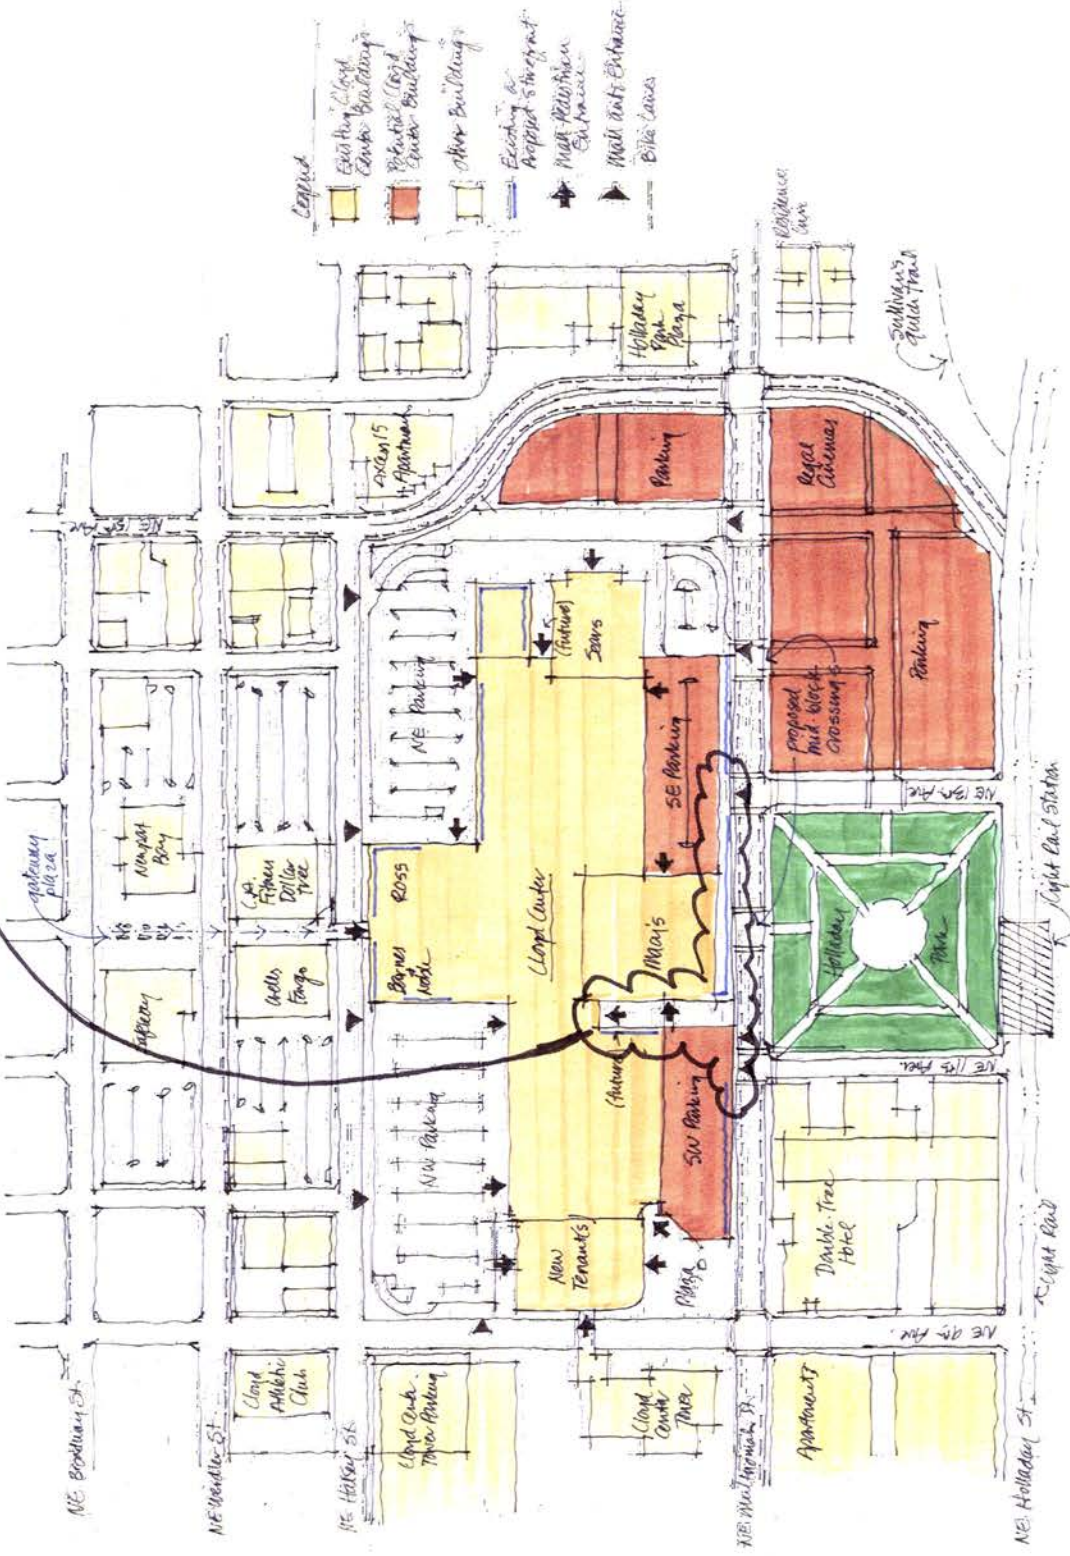 Legend
Existing Lloyd
Center Buildings
Potential Lloyd
Center Buildings
Other Buildings
Existing or
Proposed Storefront
Mall Pedestrian
Entrance
Mall Auto Entrance
Bike Lanes
NE Broadway St.
NE Weidler St.
NE Halsey St.
NE Multnomah St.
NE Holladay St.
NE 15th Ave
NE 13th Ave
NE 11th Ave
NE 9th Ave.
gateway
plaza
Safeway
Newport
Bay
Wells
Fargo
Fitness
Dollar
Tree
Axcess 15
Apartments
Lloyd
Athletic
Club
Lloyd Center
Tower Parking
Lloyd
Center
Tower
NW Parking
NE Parking
Barnes
&
Noble
ROSS
Lloyd Center
New
Tenant(s)
(future)
(future)
Sears
Macy's
SW Parking
SE Parking
Plaza
Parking
Holladay
Park
Plaza
Residence
Inn
Sullivan's
Gulch Trail
Regal
Cinemas
Parking
proposed
mid-block
crossings
Holladay
Park
Double Tree
Hotel
Apartments
Light Rail
Light Rail Station